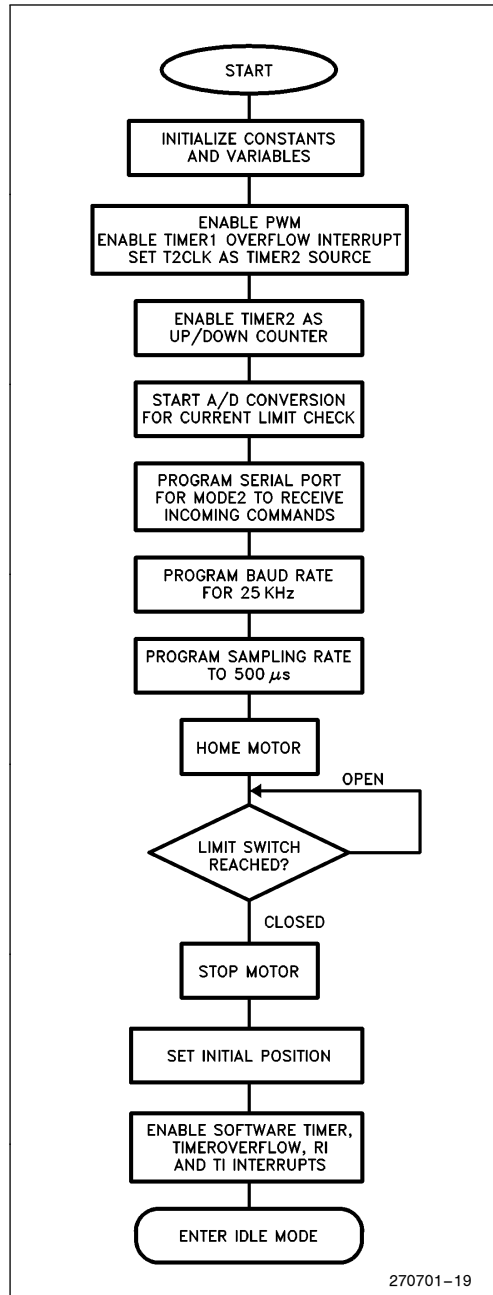 START
INITIALIZE CONSTANTS
AND VARIABLES
ENABLE PWM
ENABLE TIMER1 OVERFLOW INTERRUPT
SET T2CLK AS TIMER2 SOURCE
ENABLE TIMER2 AS
UP/DOWN COUNTER
START A/D CONVERSION
FOR CURRENT LIMIT CHECK
PROGRAM SERIAL PORT
FOR MODE2 TO RECEIVE
INCOMING COMMANDS
PROGRAM BAUD RATE
FOR 25 KHz
PROGRAM SAMPLING RATE
TO 500 μs
HOME MOTOR
OPEN
LIMIT SWITCH
REACHED?
CLOSED
STOP MOTOR
SET INITIAL POSITION
ENABLE SOFTWARE TIMER,
TIMEROVERFLOW, RI
AND TI INTERRUPTS
ENTER IDLE MODE
270701–19